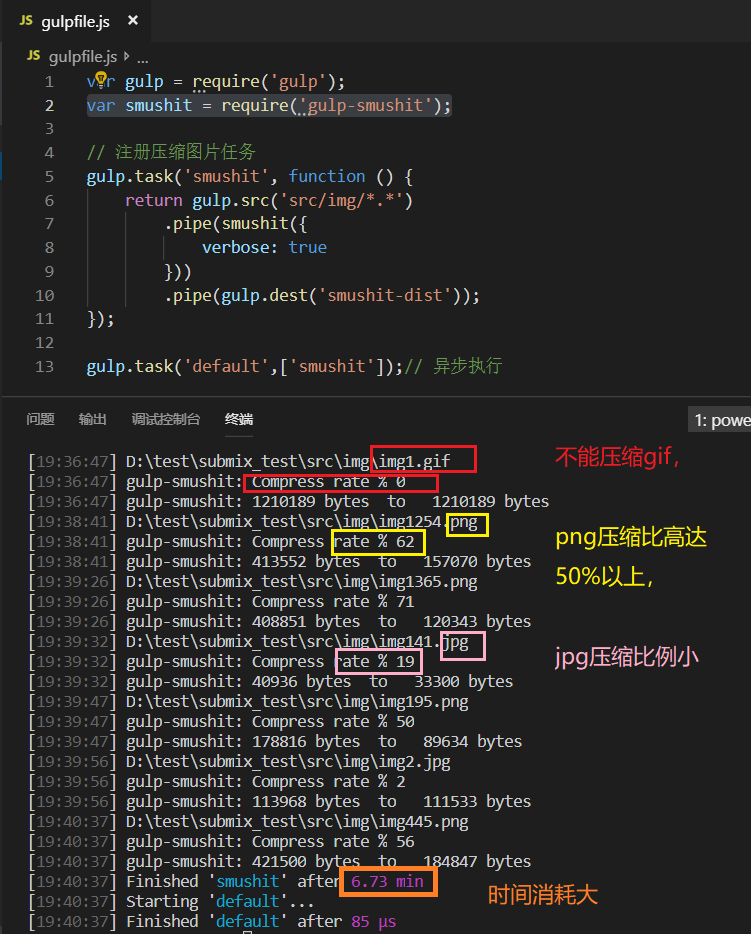 JS gulpfile.js ×
JS gulpfile.js › ...
1 var gulp = require('gulp');
2 var smushit = require('gulp-smushit');
3
4 // 注册压缩图片任务
5 gulp.task('smushit', function () {
6 return gulp.src('src/img/*.*')
7 .pipe(smushit({
8 verbose: true
9 }))
10 .pipe(gulp.dest('smushit-dist'));
11 });
12
13 gulp.task('default',['smushit']);// 异步执行
问题 输出 调试控制台 终端 1: powe
[19:36:47] D:\test\submix_test\src\img\img1.gif 不能压缩gif，
[19:36:47] gulp-smushit: Compress rate % 0
[19:36:47] gulp-smushit: 1210189 bytes to 1210189 bytes
[19:38:41] D:\test\submix_test\src\img\img1254.png
[19:38:41] gulp-smushit: Compress rate % 62 png压缩比高达
[19:38:41] gulp-smushit: 413552 bytes to 157070 bytes
[19:39:26] D:\test\submix_test\src\img\img1365.png 50%以上，
[19:39:26] gulp-smushit: Compress rate % 71
[19:39:26] gulp-smushit: 408851 bytes to 120343 bytes
[19:39:32] D:\test\submix_test\src\img\img141.jpg
[19:39:32] gulp-smushit: Compress rate % 19 jpg压缩比例小
[19:39:32] gulp-smushit: 40936 bytes to 33300 bytes
[19:39:47] D:\test\submix_test\src\img\img195.png
[19:39:47] gulp-smushit: Compress rate % 50
[19:39:47] gulp-smushit: 178816 bytes to 89634 bytes
[19:39:56] D:\test\submix_test\src\img\img2.jpg
[19:39:56] gulp-smushit: Compress rate % 2
[19:39:56] gulp-smushit: 113968 bytes to 111533 bytes
[19:40:37] D:\test\submix_test\src\img\img445.png
[19:40:37] gulp-smushit: Compress rate % 56
[19:40:37] gulp-smushit: 421500 bytes to 184847 bytes
[19:40:37] Finished 'smushit' after 6.73 min 时间消耗大
[19:40:37] Starting 'default'...
[19:40:37] Finished 'default' after 85 μs